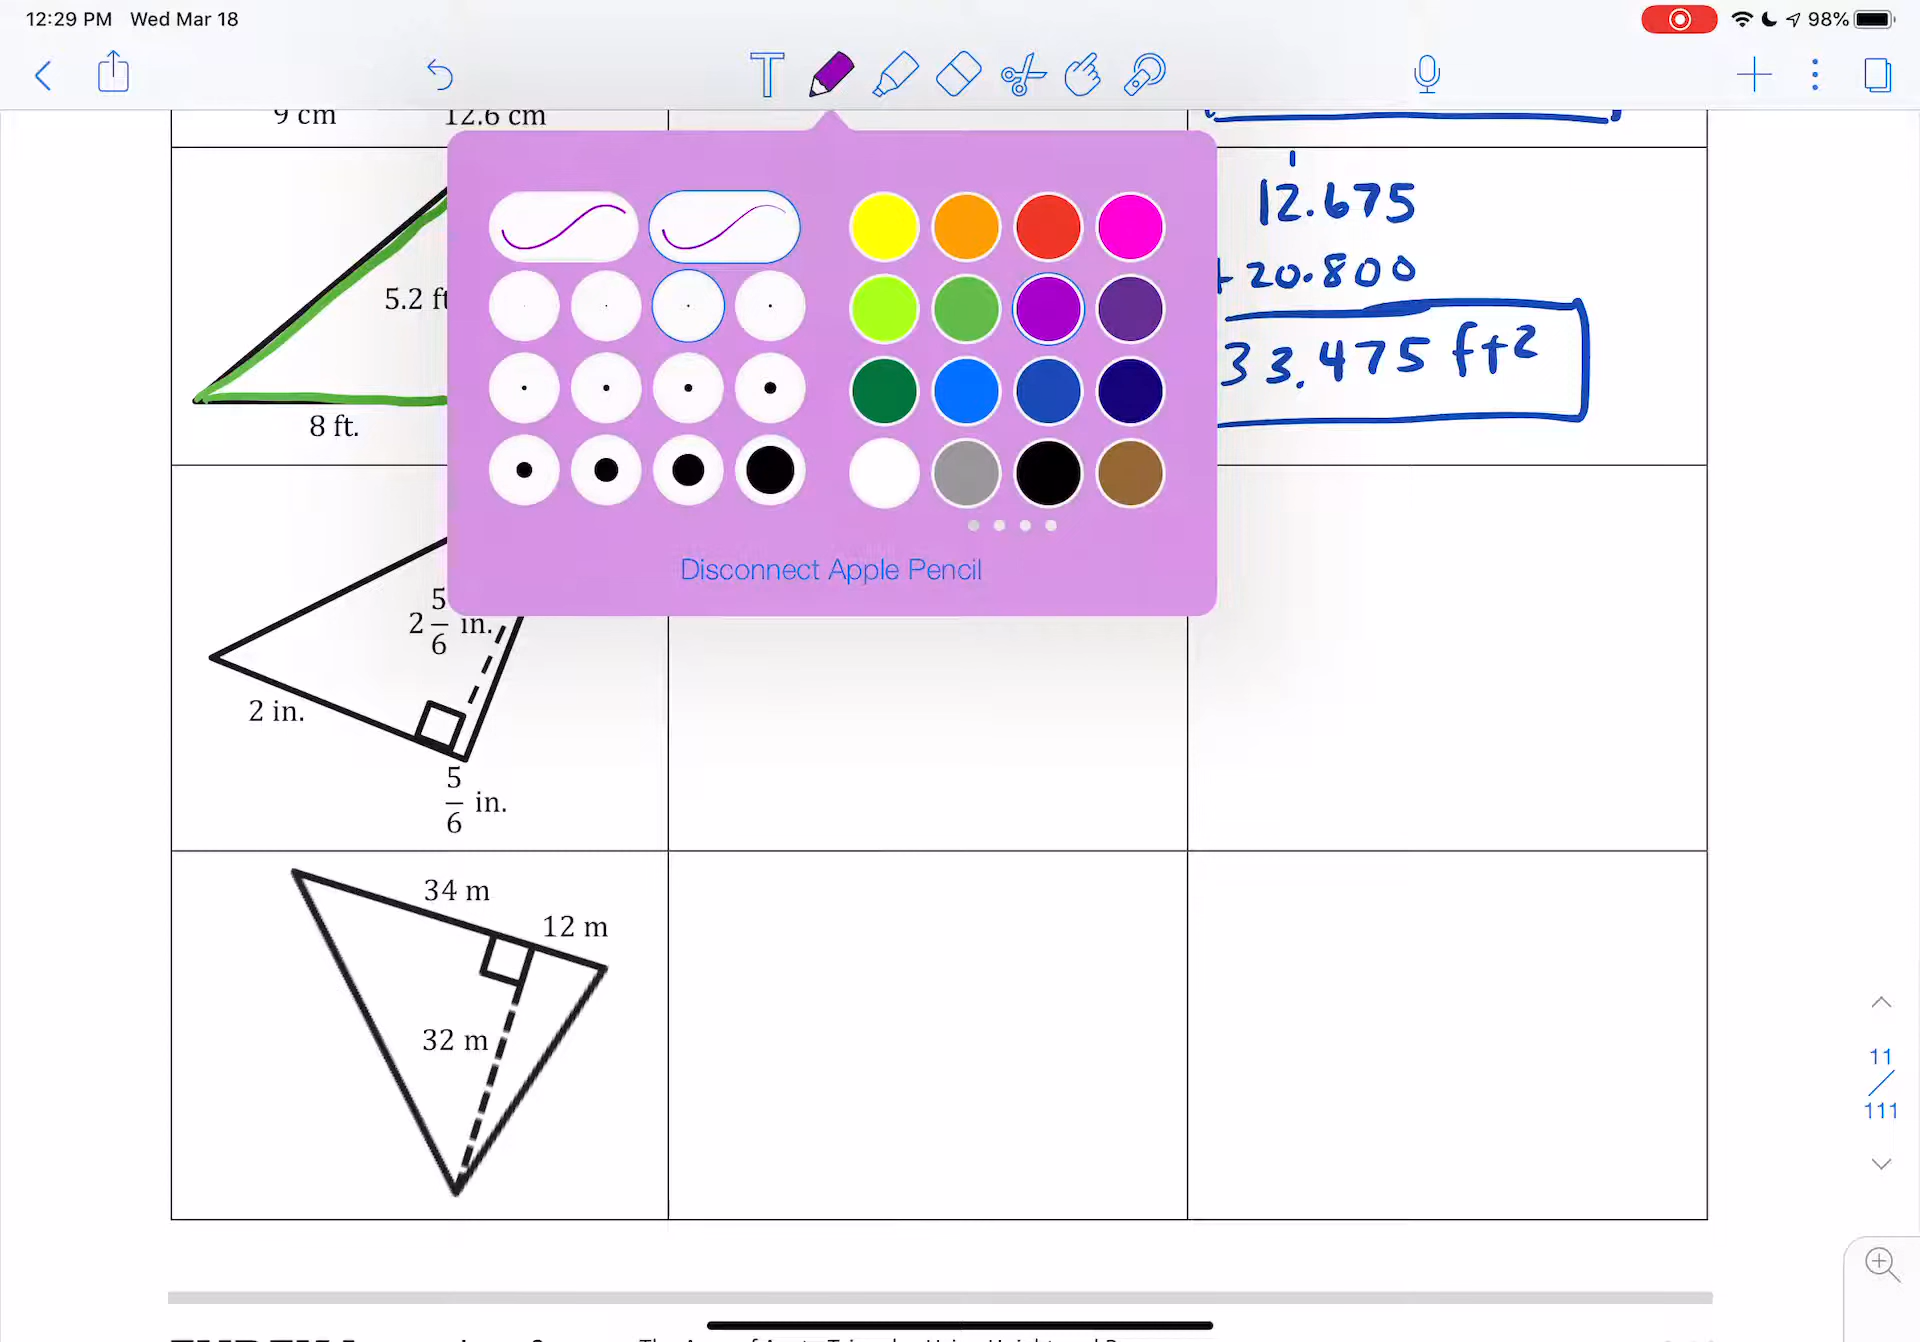 12:29 PM Wed Mar 18
98%
T
9 cm 12.6 cm
12.675
+20.800
33.475 ft2
5.2 ft
8 ft.
Disconnect Apple Pencil
2 5/6 in.
2 in.
5/6 in.
34 m
12 m
32 m
11
/
111